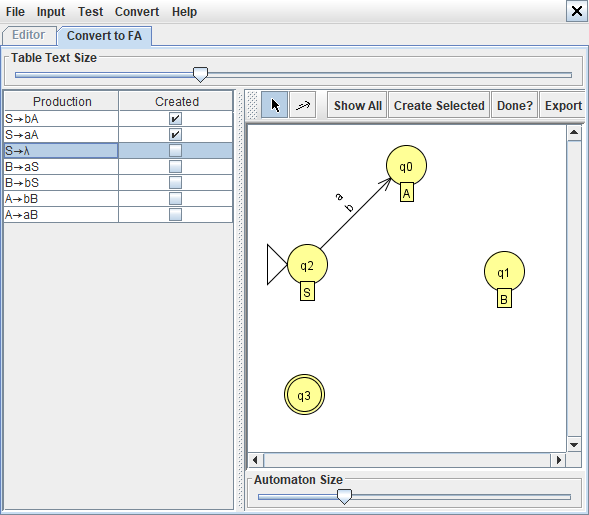 File Input Test Convert Help
Editor Convert to FA
Table Text Size
Production Created
S→bA
S→aA
S→λ
B→aS
B→bS
A→bB
A→aB
Show All Create Selected Done? Export
q0
A
a
b
q2
S
q1
B
q3
Automaton Size